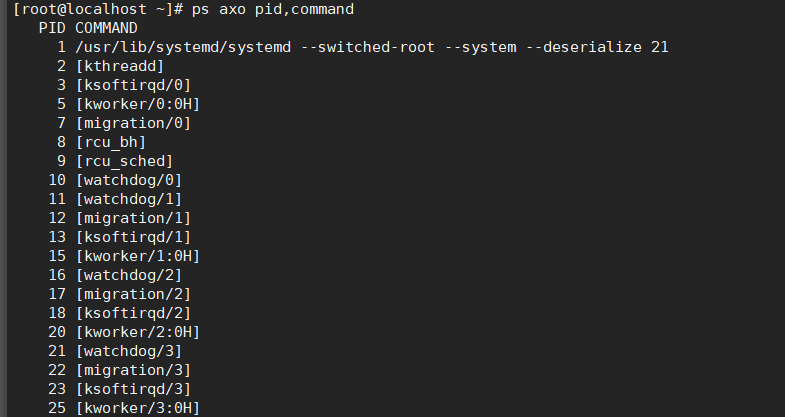 [root@localhost ~]# ps axo pid,command
PID COMMAND
1 /usr/lib/systemd/systemd --switched-root --system --deserialize 21
2 [kthreadd]
3 [ksoftirqd/0]
5 [kworker/0:0H]
7 [migration/0]
8 [rcu_bh]
9 [rcu_sched]
10 [watchdog/0]
11 [watchdog/1]
12 [migration/1]
13 [ksoftirqd/1]
15 [kworker/1:0H]
16 [watchdog/2]
17 [migration/2]
18 [ksoftirqd/2]
20 [kworker/2:0H]
21 [watchdog/3]
22 [migration/3]
23 [ksoftirqd/3]
25 [kworker/3:0H]